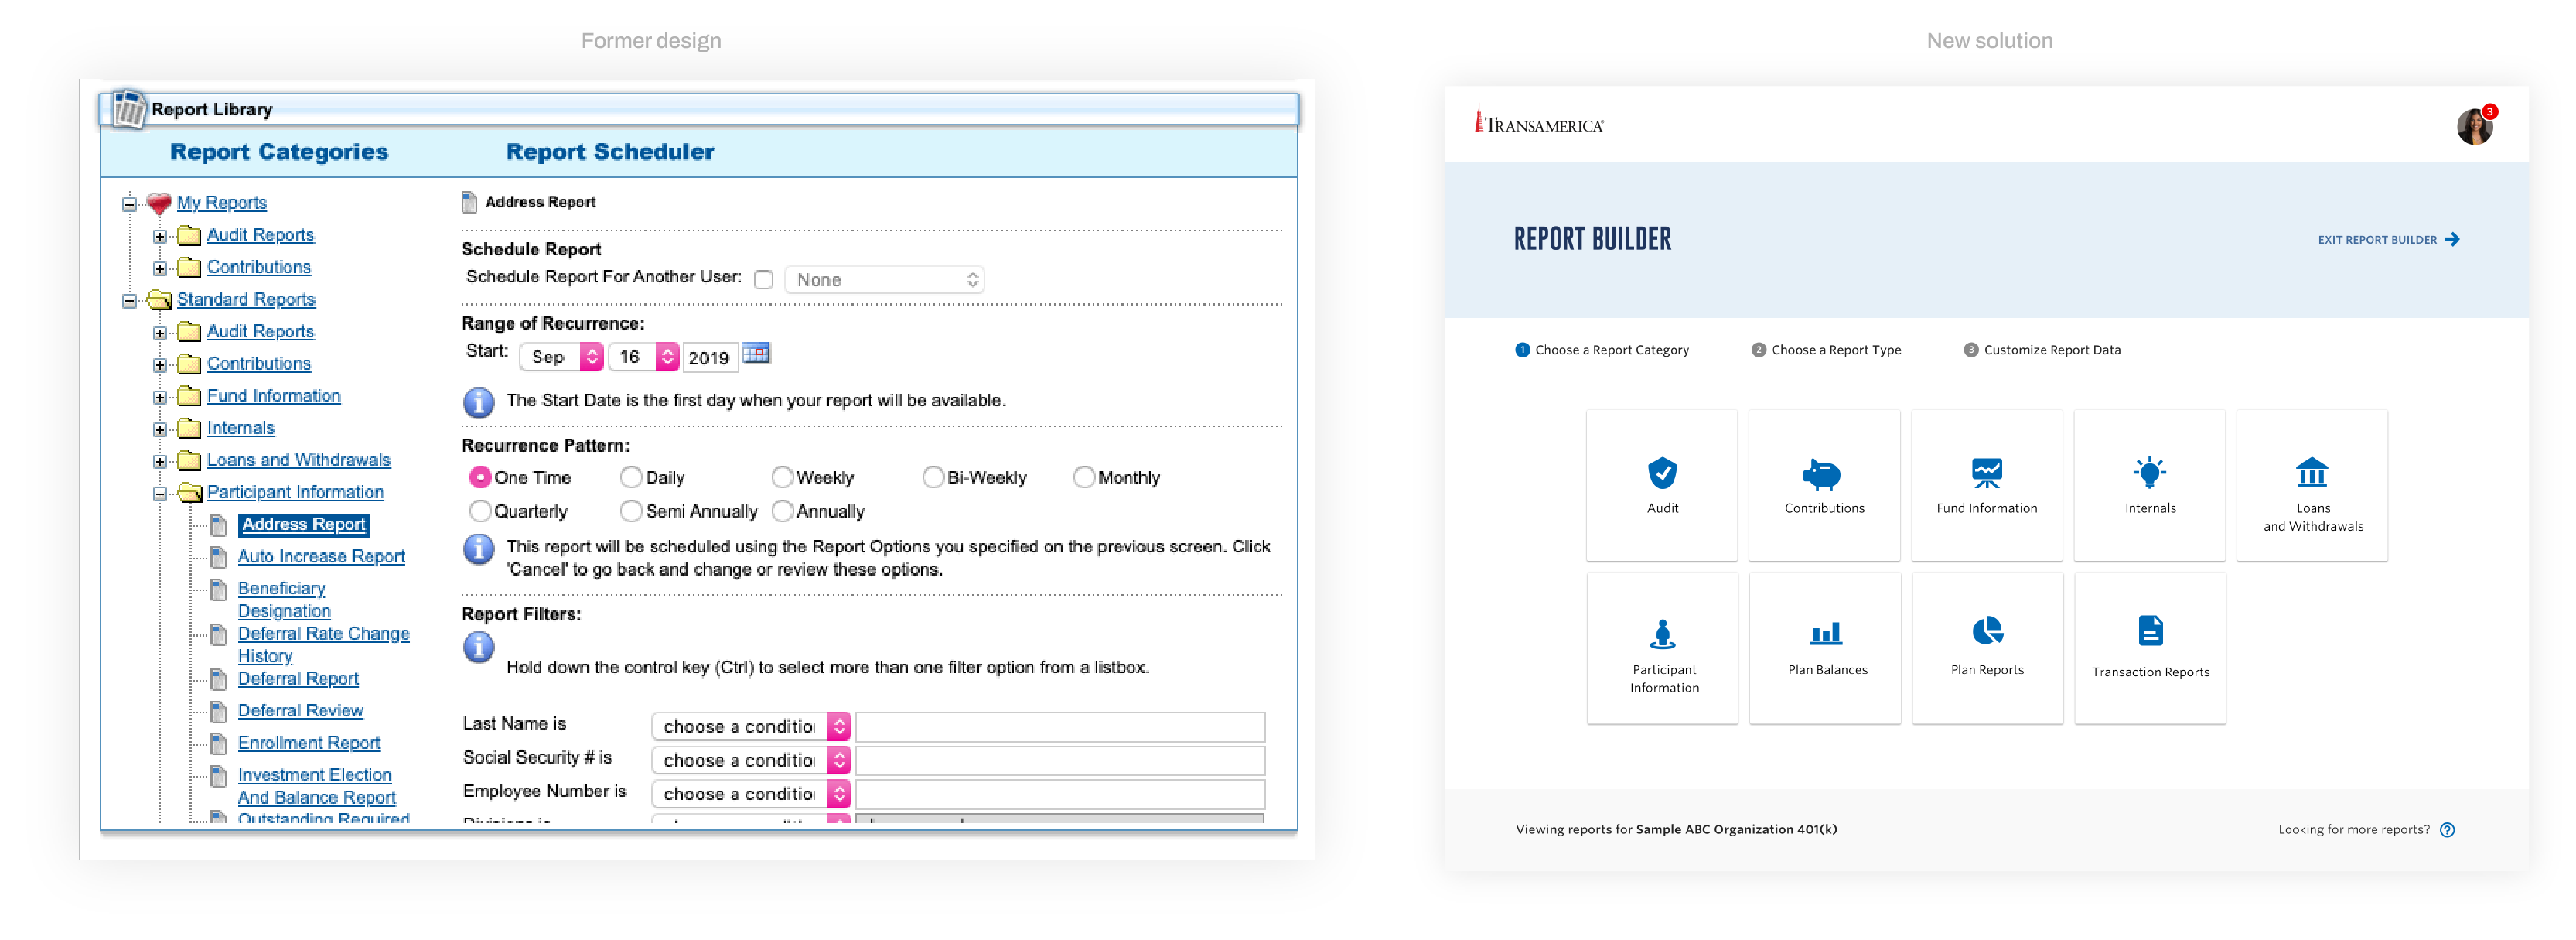 Former design
Report Library
Report Categories
Report Scheduler
My Reports
Audit Reports
Contributions
Standard Reports
Audit Reports
Contributions
Fund Information
Internals
Loans and Withdrawals
Participant Information
Address Report
Auto Increase Report
Beneficiary
Designation
Deferral Rate Change
History
Deferral Report
Deferral Review
Enrollment Report
Investment Election
And Balance Report
Outstanding Required
Address Report
Schedule Report
Schedule Report For Another User:
None
Range of Recurrence:
Start: Sep 16 2019
The Start Date is the first day when your report will be available.
Recurrence Pattern:
One Time Daily Weekly Bi-Weekly Monthly
Quarterly Semi Annually Annually
This report will be scheduled using the Report Options you specified on the previous screen. Click
'Cancel' to go back and change or review these options.
Report Filters:
Hold down the control key (Ctrl) to select more than one filter option from a listbox.
Last Name is choose a conditio
Social Security # is choose a conditio
Employee Number is choose a conditio
New solution
TRANSAMERICA®
3
REPORT BUILDER
EXIT REPORT BUILDER
1 Choose a Report Category
2 Choose a Report Type
3 Customize Report Data
Audit
Contributions
Fund Information
Internals
Loans
and Withdrawals
Participant
Information
Plan Balances
Plan Reports
Transaction Reports
Viewing reports for Sample ABC Organization 401(k)
Looking for more reports? ?